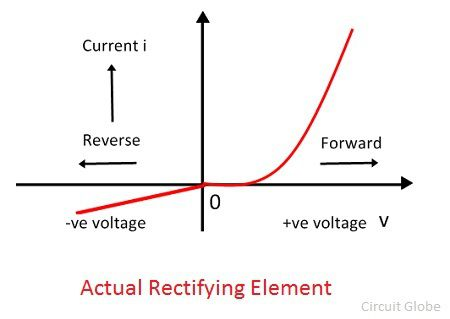 Current i
Reverse
Forward
0
-ve voltage
+ve voltage V
Actual Rectifying Element
Circuit Globe